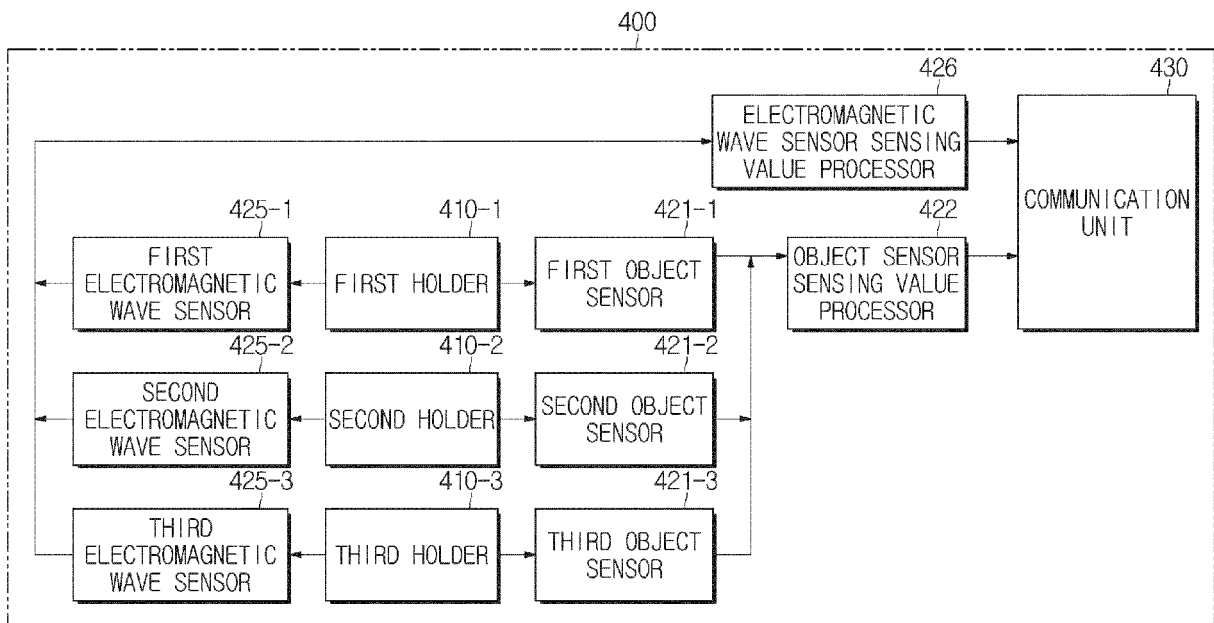 400
426
430
ELECTROMAGNETIC
WAVE SENSOR SENSING
VALUE PROCESSOR
COMMUNICATION
UNIT
425-1
410-1
421-1
422
FIRST
ELECTROMAGNETIC
WAVE SENSOR
FIRST HOLDER
FIRST OBJECT
SENSOR
OBJECT SENSOR
SENSING VALUE
PROCESSOR
425-2
410-2
421-2
SECOND
ELECTROMAGNETIC
WAVE SENSOR
SECOND HOLDER
SECOND OBJECT
SENSOR
425-3
410-3
421-3
THIRD
ELECTROMAGNETIC
WAVE SENSOR
THIRD HOLDER
THIRD OBJECT
SENSOR